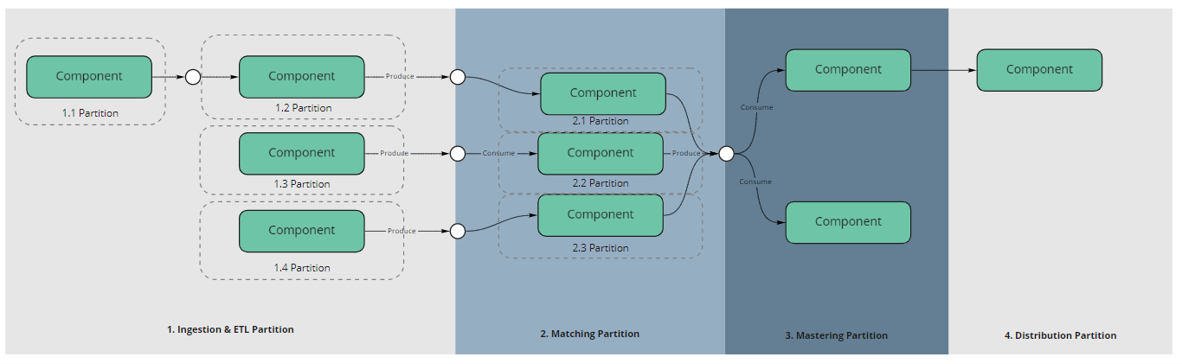 Component
1.1 Partition
Component
1.2 Partition
Produce
Component
1.3 Partition
Produce
Component
1.4 Partition
Produce
1. Ingestion & ETL Partition
Component
2.1 Partition
Consume
Component
2.2 Partition
Produce
Component
2.3 Partition
2. Matching Partition
Consume
Component
Consume
Component
3. Mastering Partition
Component
4. Distribution Partition